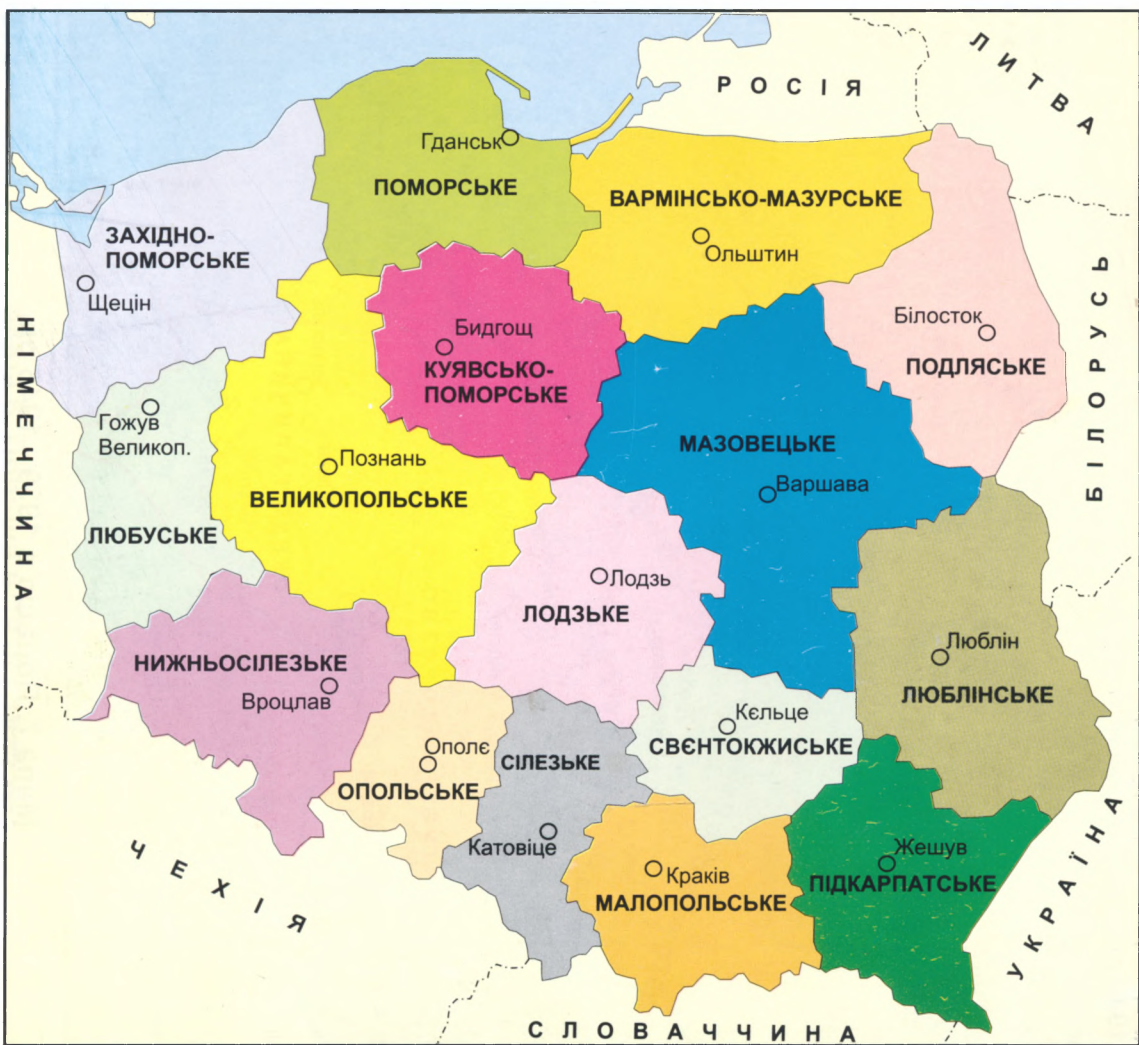 РОСІЯ
ЛИТВА
Гданськ
ПОМОРСЬКЕ
ВАРМІНСЬКО-МАЗУРСЬКЕ
Ольштин
ЗАХІДНО-
ПОМОРСЬКЕ
Щецін
Білосток
ПОДЛЯСЬКЕ
БІЛОРУСЬ
НІМЕЧЧИНА
Бидгощ
КУЯВСЬКО-
ПОМОРСЬКЕ
Гожув
Великоп.
МАЗОВЕЦЬКЕ
Варшава
Познань
ВЕЛИКОПОЛЬСЬКЕ
ЛЮБУСЬКЕ
Лодзь
ЛОДЗЬКЕ
НИЖНЬОСІЛЕЗЬКЕ
Вроцлав
Люблін
ЛЮБЛІНСЬКЕ
Кєльце
СВЄНТОКЖИСЬКЕ
Ополє
ОПОЛЬСЬКЕ
СІЛЕЗЬКЕ
Катовіце
Краків
МАЛОПОЛЬСЬКЕ
Жешув
ПІДКАРПАТСЬКЕ
ЧЕХІЯ
УКРАЇНА
СЛОВАЧЧИНА